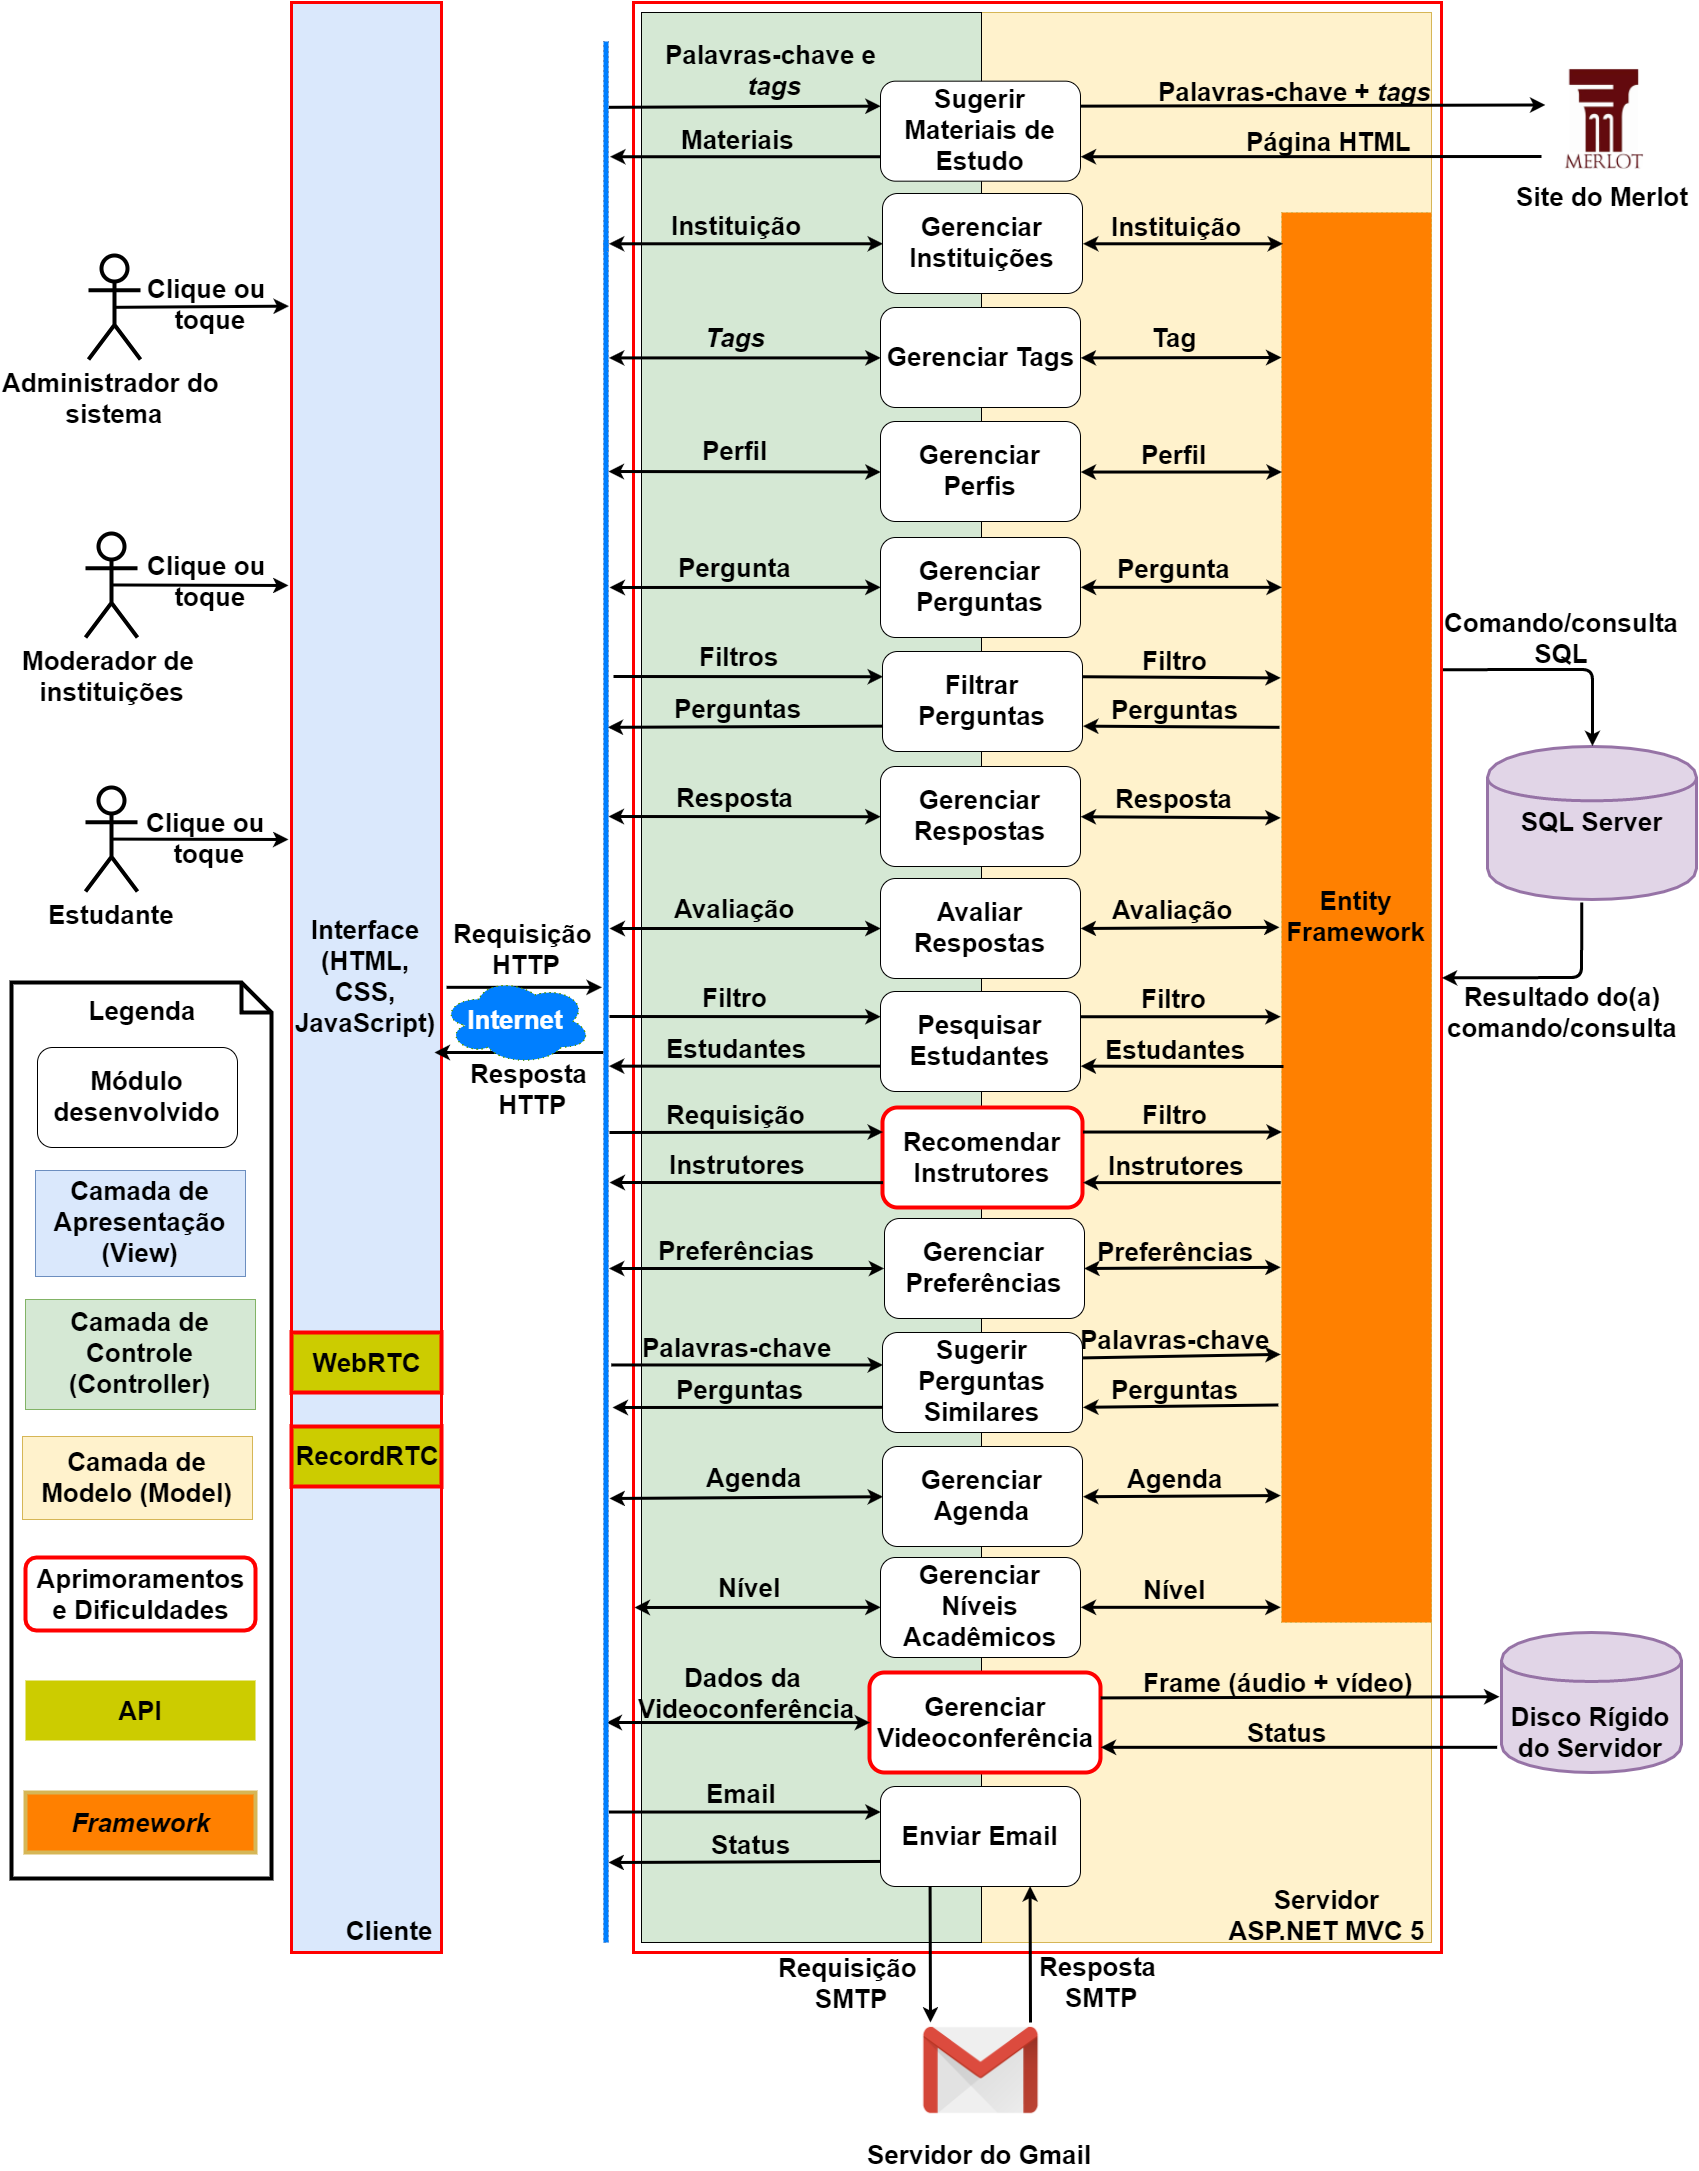 Palavras-chave e
tags
Sugerir
Materiais de
Estudo
Palavras-chave + tags
Materiais
Página HTML
MERLOT
Site do Merlot
Instituição
Gerenciar
Instituições
Instituição
Clique ou
toque
Administrador do
sistema
Tags
Gerenciar Tags
Tag
Perfil
Gerenciar
Perfis
Perfil
Clique ou
toque
Moderador de
instituições
Pergunta
Gerenciar
Perguntas
Pergunta
Filtros
Filtrar
Perguntas
Filtro
Perguntas
Perguntas
Comando/consulta
SQL
SQL Server
Clique ou
toque
Estudante
Resposta
Gerenciar
Respostas
Resposta
Avaliação
Avaliar
Respostas
Avaliação
Entity
Framework
Interface
(HTML,
CSS,
JavaScript)
Requisição
HTTP
Internet
Resposta
HTTP
Filtro
Pesquisar
Estudantes
Filtro
Estudantes
Estudantes
Resultado do(a)
comando/consulta
Requisição
Recomendar
Instrutores
Filtro
Instrutores
Instrutores
Preferências
Gerenciar
Preferências
Preferências
WebRTC
Palavras-chave
Sugerir
Perguntas
Similares
Palavras-chave
Perguntas
Perguntas
RecordRTC
Agenda
Gerenciar
Agenda
Agenda
Nível
Gerenciar
Níveis
Acadêmicos
Nível
Dados da
Videoconferência
Gerenciar
Videoconferência
Frame (áudio + vídeo)
Status
Disco Rígido
do Servidor
Email
Enviar Email
Status
Cliente
Servidor
ASP.NET MVC 5
Requisição
SMTP
Resposta
SMTP
Servidor do Gmail
Legenda
Módulo
desenvolvido
Camada de
Apresentação
(View)
Camada de
Controle
(Controller)
Camada de
Modelo (Model)
Aprimoramentos
e Dificuldades
API
Framework